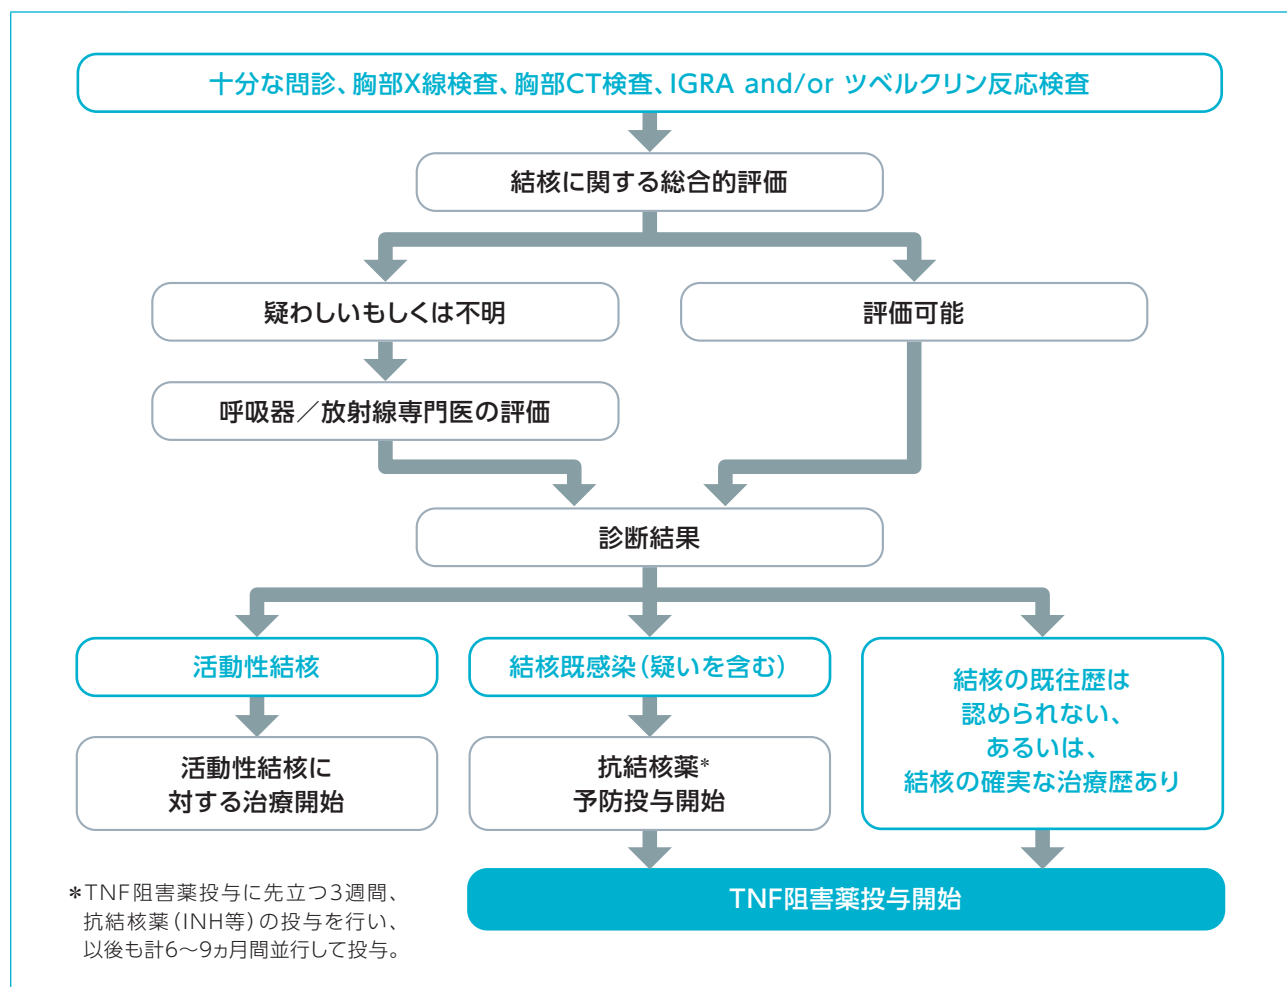 十分な問診、胸部X線検査、胸部CT検査、IGRA and/or ツベルクリン反応検査
結核に関する総合的評価
疑わしいもしくは不明
評価可能
呼吸器／放射線専門医の評価
診断結果
活動性結核
結核既感染（疑いを含む）
結核の既往歴は
認められない、
あるいは、
結核の確実な治療歴あり
活動性結核に
対する治療開始
抗結核薬*
予防投与開始
TNF阻害薬投与開始
*TNF阻害薬投与に先立つ3週間、
抗結核薬（INH等）の投与を行い、
以後も計6〜9ヵ月間並行して投与。